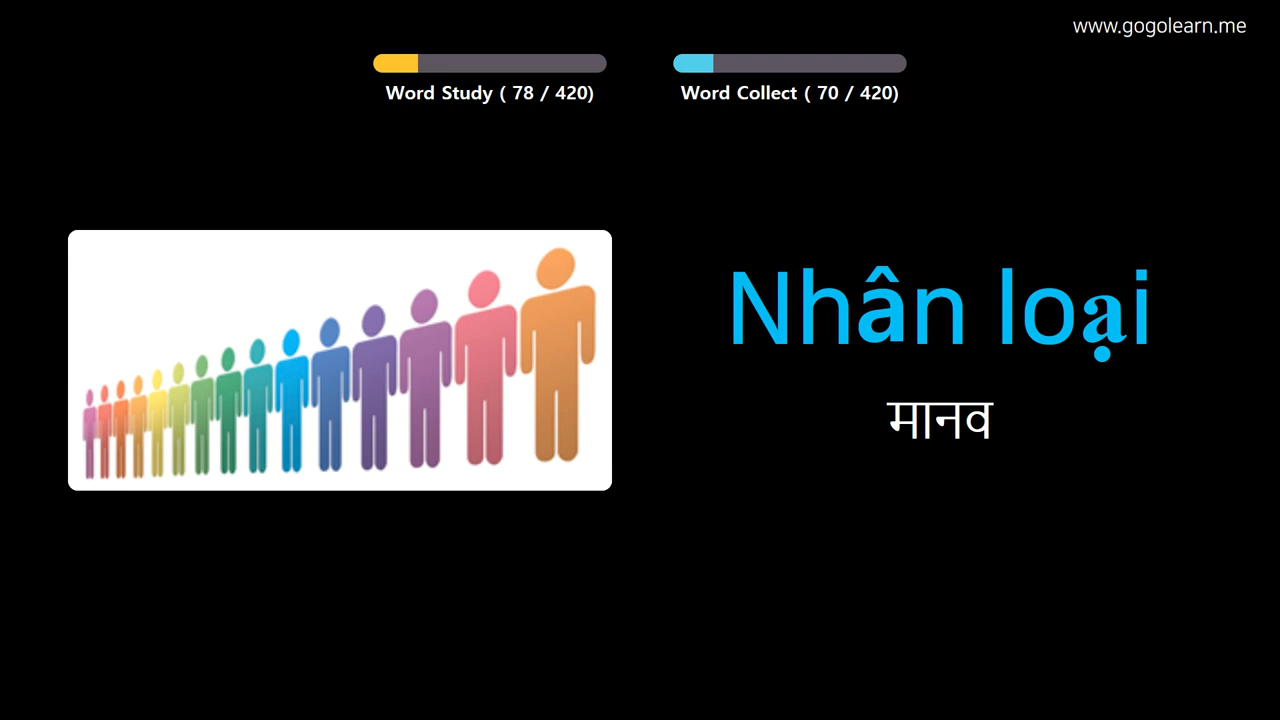 www.gogolearn.me
Word Study ( 78 / 420)
Word Collect ( 70 / 420)
Nhân loại
मानव